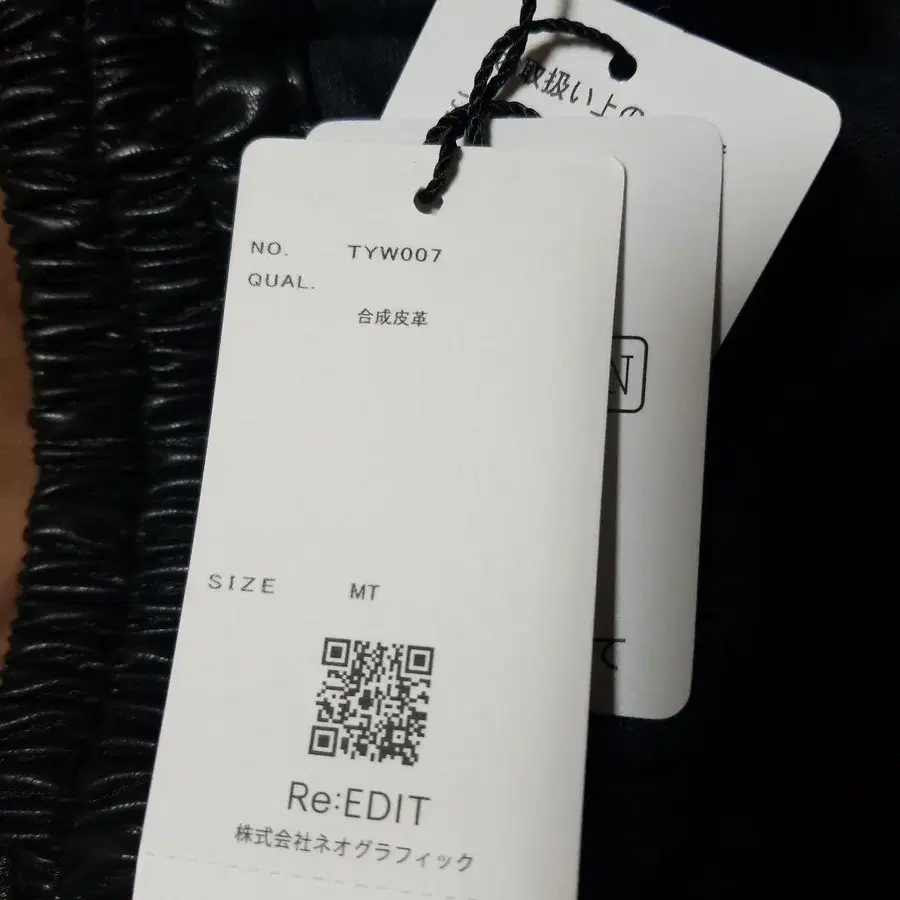 取扱い上の
NO. TYW007
QUAL.
合成皮革
N
SIZE MT
て
Re:EDIT
株式会社ネオグラフィック